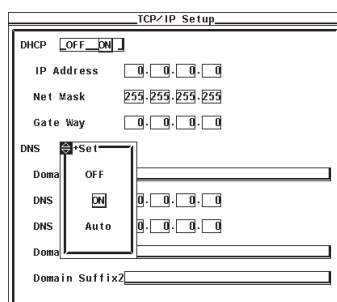 TCP/IP Setup
DHCP OFF ON
IP Address 0. 0. 0. 0
Net Mask 255.255.255.255
Gate Way 0. 0. 0. 0
DNS +Set
Doma OFF
DNS ON 0. 0. 0
DNS Auto 0. 0. 0
Doma
Domain Suffix2